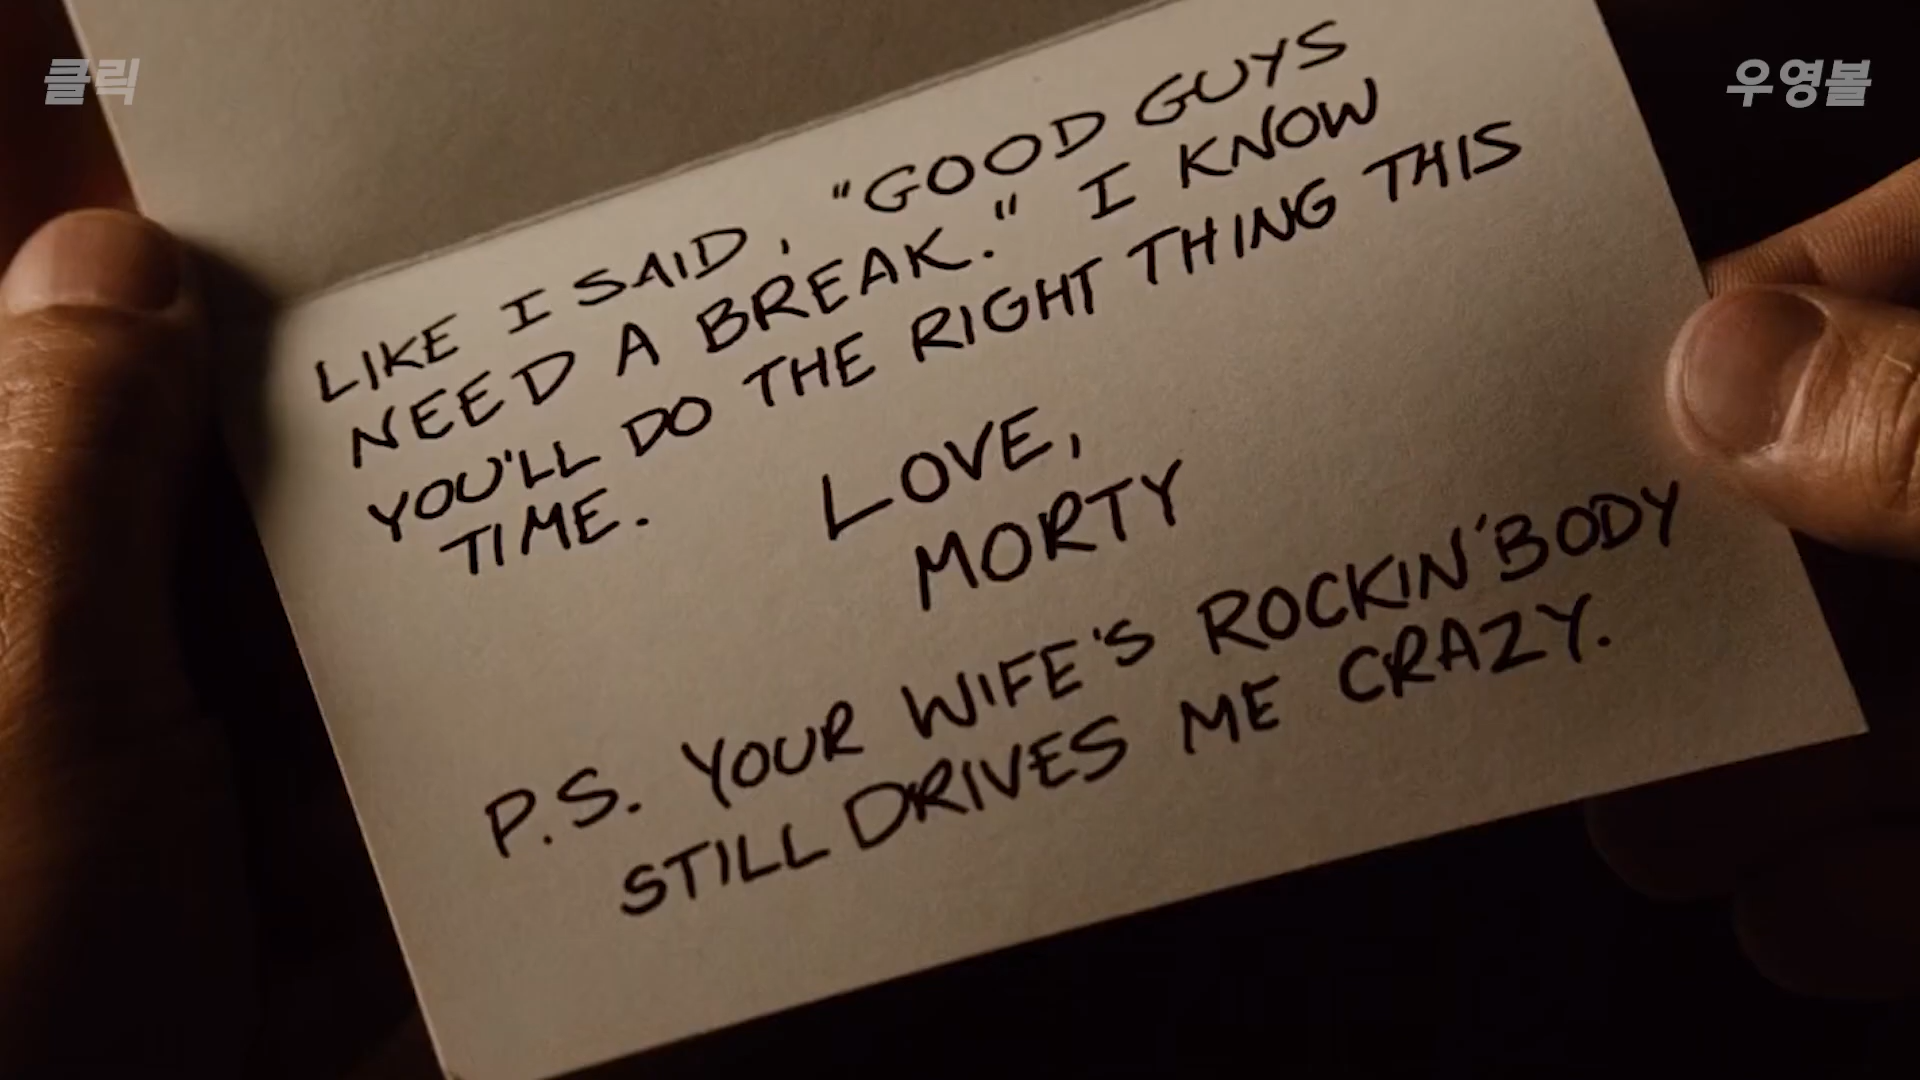 클릭
우영볼
LIKE I SAID, "GOOD GUYS
NEED A BREAK." I KNOW
YOU'LL DO THE RIGHT THING THIS
TIME.
LOVE,
MORTY
P.S. YOUR WIFE'S ROCKIN' BODY
STILL DRIVES ME CRAZY.